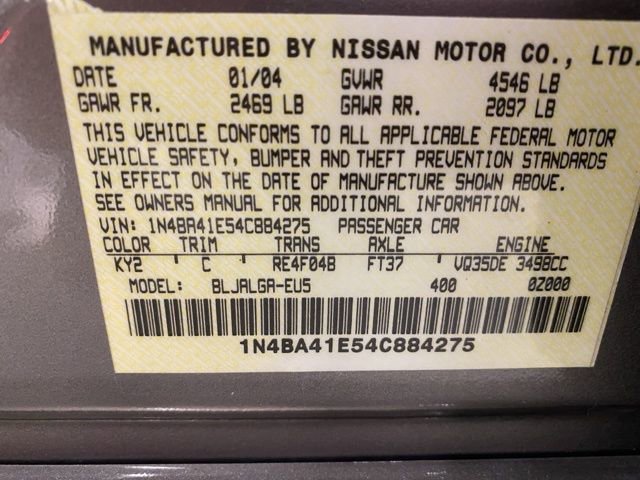 MANUFACTURED BY NISSAN MOTOR CO., LTD.
DATE 01/04 GVWR 4546 LB
GAWR FR. 2469 LB GAWR RR. 2097 LB
THIS VEHICLE CONFORMS TO ALL APPLICABLE FEDERAL MOTOR
VEHICLE SAFETY, BUMPER AND THEFT PREVENTION STANDARDS
IN EFFECT ON THE DATE OF MANUFACTURE SHOWN ABOVE.
SEE OWNERS MANUAL FOR ADDITIONAL INFORMATION.
VIN: 1N4BA41E54C884275 PASSENGER CAR
COLOR TRIM TRANS AXLE ENGINE
KY2 C RE4F04B FT37 VQ35DE 3498CC
MODEL: BLJALGA-EU5 400 0Z000
1N4BA41E54C884275